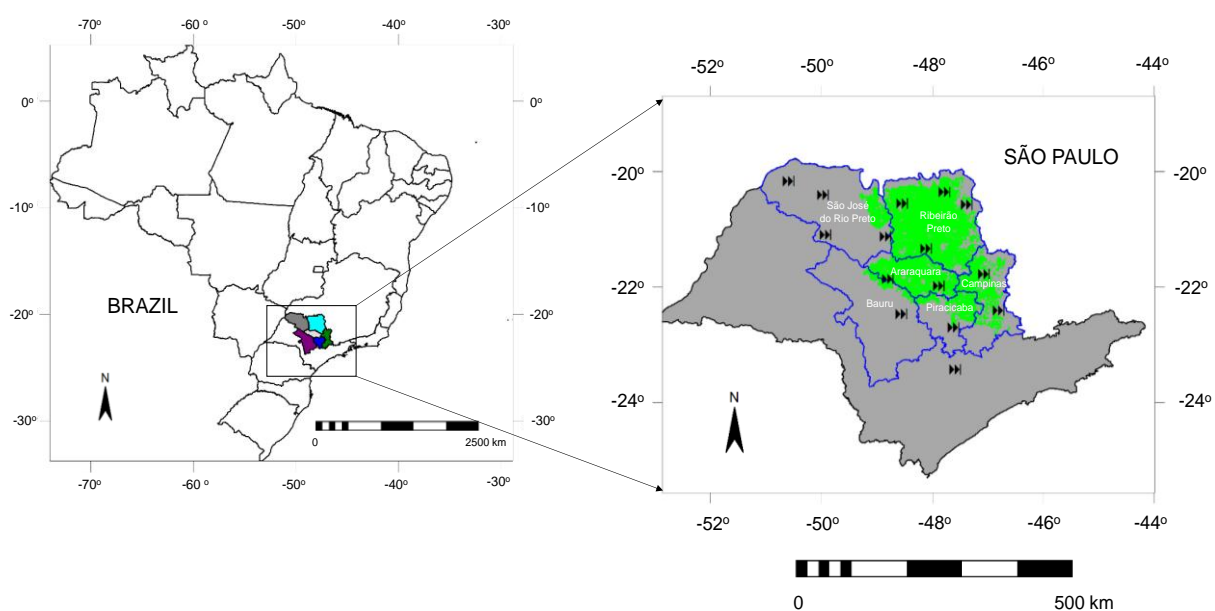 -70º
-60 º
-50º
-40º
-30º
0º
0º
-10º
-10º
BRAZIL
-20º
-20º
N
-30º
-30º
0
2500 km
-70º
-60º
-50º
-40º
-30º
-52º
-50º
-48º
-46º
-44º
SÃO PAULO
-20º
-20º
São José
do Rio Preto
Ribeirão
Preto
Araraquara
Campinas
-22º
-22º
Bauru
Piracicaba
-24º
-24º
N
-52º
-50º
-48º
-46º
-44º
0
500 km